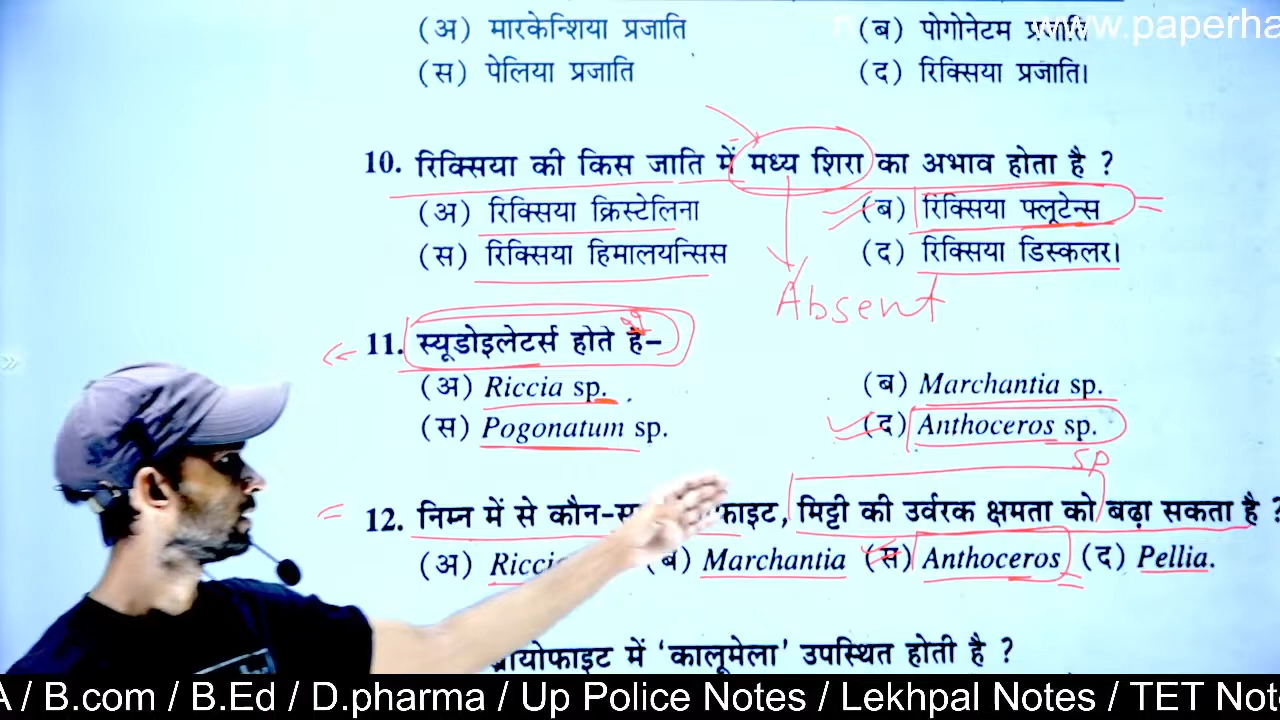 www.paperha
(अ) मारकेन्शिया प्रजाति (ब) पोगोनेटम प्रजाति
(स) पेलिया प्रजाति (द) रिक्सिया प्रजाति।
10. रिक्सिया की किस जाति में मध्य शिरा का अभाव होता है ?
(अ) रिक्सिया क्रिस्टेलिना (ब) रिक्सिया फ्लूटेन्स
(स) रिक्सिया हिमालयन्सिस (द) रिक्सिया डिस्कलर।
Absent
11. स्यूडोइलेटर्स होते है–
(अ) Riccia sp. (ब) Marchantia sp.
(स) Pogonatum sp. (द) Anthoceros sp.
SP
12. निम्न में से कौन-स फाइट, मिट्टी की उर्वरक क्षमता को बढ़ा सकता है ?
(अ) Ricci (ब) Marchantia (स) Anthoceros (द) Pellia.
ब्रायोफाइट में ‘कालूमेला’ उपस्थित होती है ?
A / B.com / B.Ed / D.pharma / Up Police Notes / Lekhpal Notes / TET Not